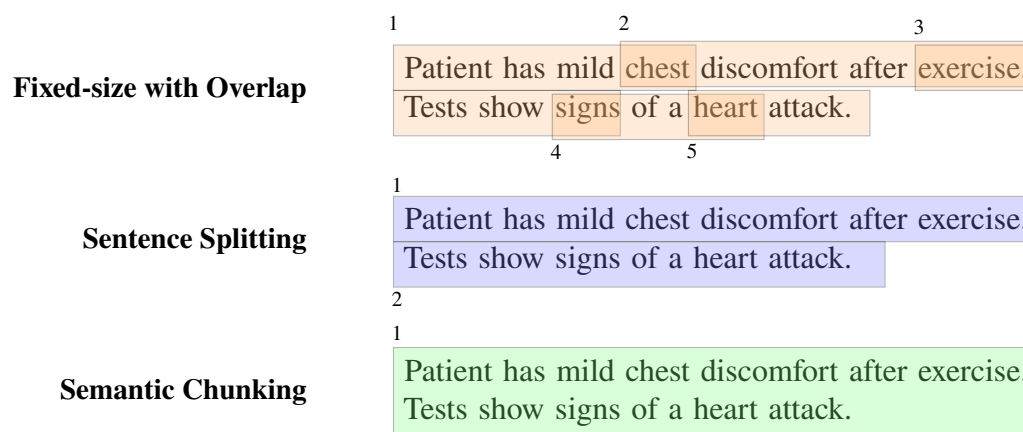 1 2 3
Fixed-size with Overlap
Patient has mild chest discomfort after exercise.
Tests show signs of a heart attack.
4 5
1
Sentence Splitting
Patient has mild chest discomfort after exercise.
Tests show signs of a heart attack.
2
1
Semantic Chunking
Patient has mild chest discomfort after exercise.
Tests show signs of a heart attack.